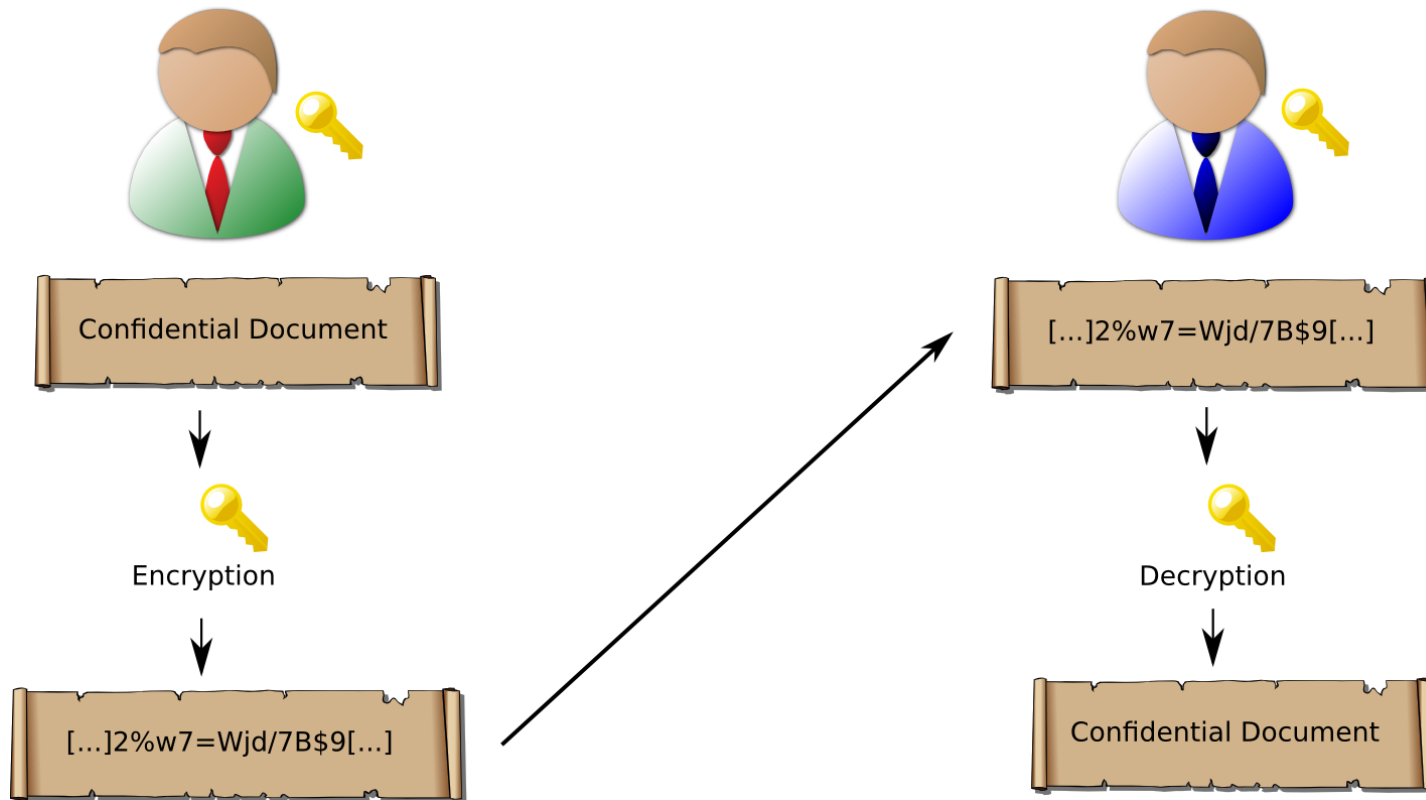 Confidential Document
Encryption
[...]2%w7=Wjd/7B$9[...]
[...]2%w7=Wjd/7B$9[...]
Decryption
Confidential Document